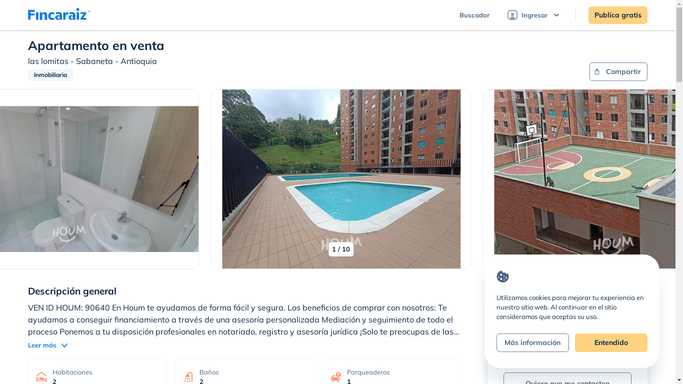 Fincaraiz
Buscador
Ingresar
Publica gratis
Apartamento en venta
las lomitas - Sabaneta - Antioquia
Inmobiliaria
Compartir
HOUM
HOUM
HOUM
1 / 10
Descripción general
VEN ID HOUM: 90640 En Houm te ayudamos de forma fácil y segura. Los beneficios de comprar con nosotros: Te
ayudamos a conseguir financiamiento a través de una asesoría personalizada Mediación y seguimiento de todo el
proceso Ponemos a tu disposición profesionales en notariado, registro y asesoría jurídica ¡Solo te preocupas de las...
Leer más
Habitaciones
2
Baños
2
Parqueaderos
1
Utilizamos cookies para mejorar tu experiencia en
nuestro sitio web. Al continuar en el sitio
consideramos que aceptas su uso.
Más información
Entendido
Quiero que me contacten